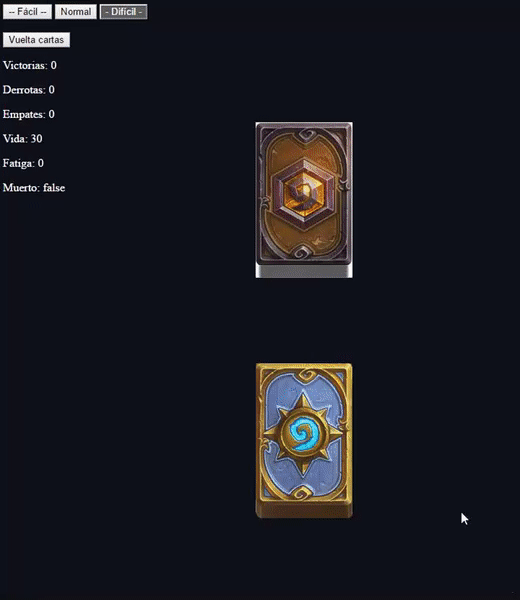 -- Fácil -- Normal - Difícil -
Vuelta cartas
Victorias: 0
Derrotas: 0
Empates: 0
Vida: 30
Fatiga: 0
Muerto: false